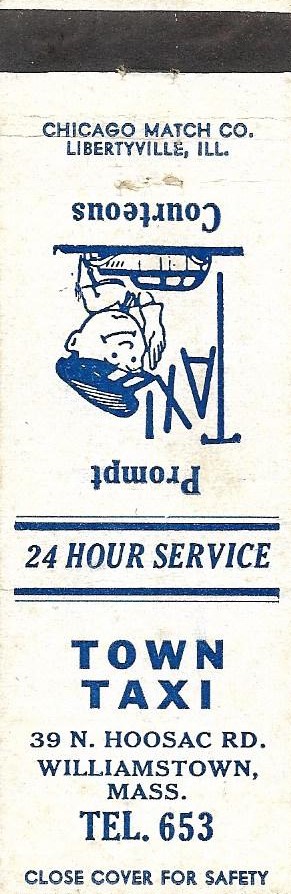 CHICAGO MATCH CO.
LIBERTYVILLE, ILL.
Courteous
TAXI
Prompt
24 HOUR SERVICE
TOWN
TAXI
39 N. HOOSAC RD.
WILLIAMSTOWN,
MASS.
TEL. 653
CLOSE COVER FOR SAFETY